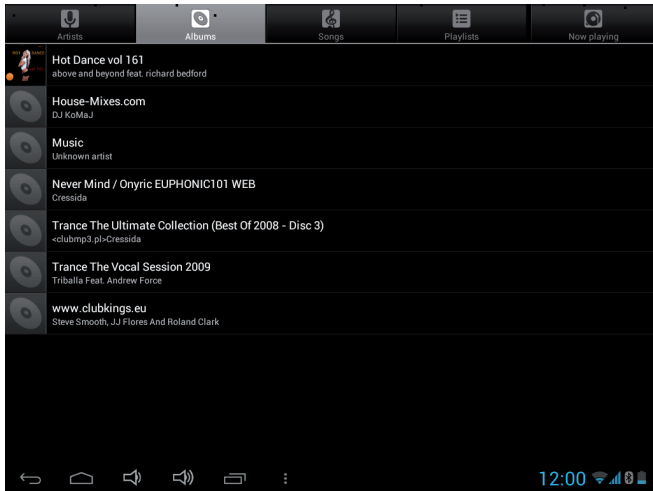 Artists
Albums
Songs
Playlists
Now playing
HOT DANCE
Hot Dance vol 161
above and beyond feat. richard bedford
House-Mixes.com
DJ KoMaJ
Music
Unknown artist
Never Mind / Onyric EUPHONIC101 WEB
Cressida
Trance The Ultimate Collection (Best Of 2008 - Disc 3)
<clubmp3.pl>Cressida
Trance The Vocal Session 2009
Triballa Feat. Andrew Force
www.clubkings.eu
Steve Smooth, JJ Flores And Roland Clark
12:00